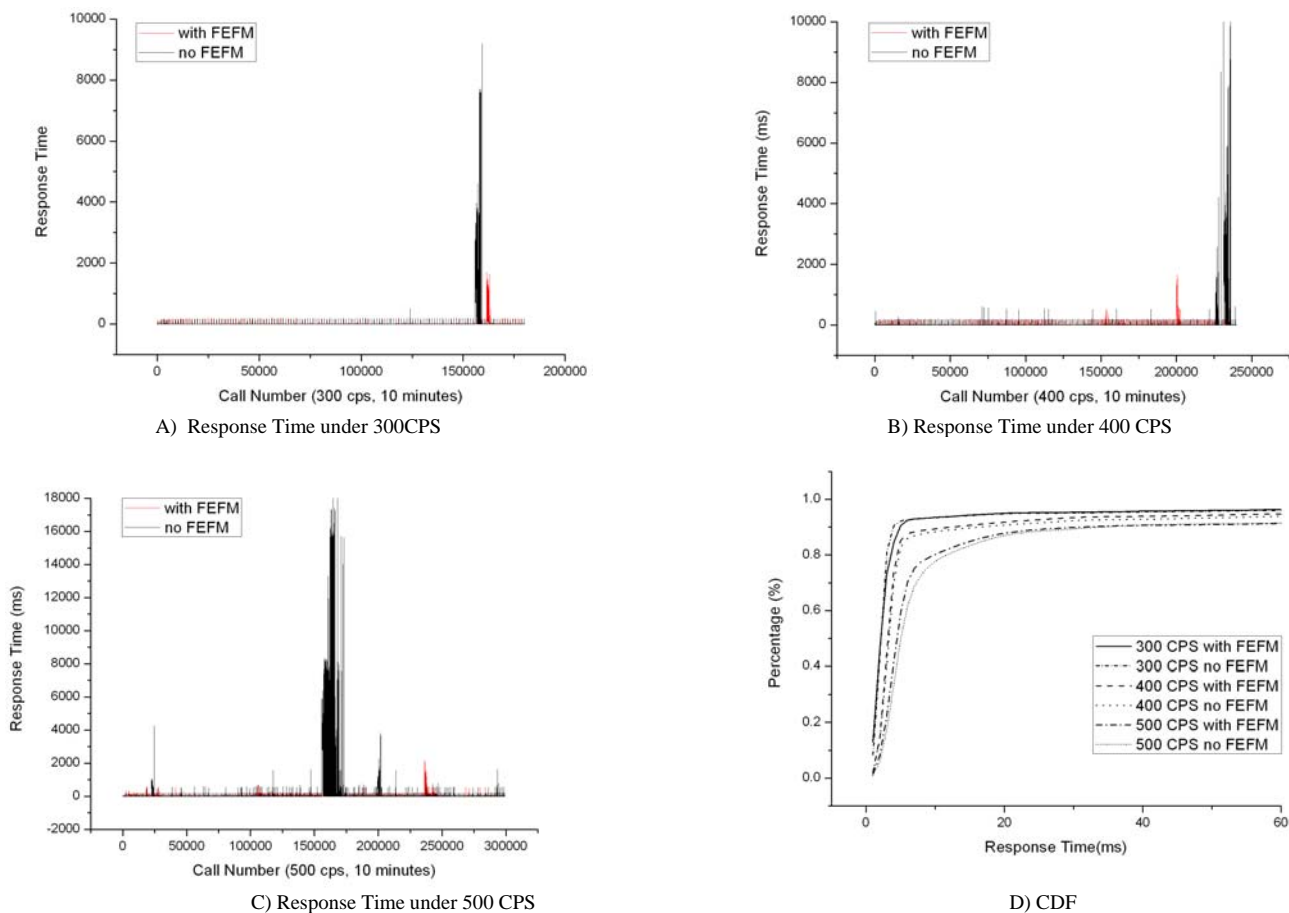 10000
8000
6000
4000
2000
0
Response Time
with FEFM
no FEFM
0 50000 100000 150000 200000
Call Number (300 cps, 10 minutes)
A) Response Time under 300CPS
10000
8000
6000
4000
2000
0
-2000
Response Time (ms)
with FEFM
no FEFM
0 50000 100000 150000 200000 250000
Call Number (400 cps, 10 minutes)
B) Response Time under 400 CPS
18000
16000
14000
12000
10000
8000
6000
4000
2000
0
-2000
Response Time (ms)
with FEFM
no FEFM
0 50000 100000 150000 200000 250000 300000
Call Number (500 cps, 10 minutes)
C) Response Time under 500 CPS
1.0
0.8
0.6
0.4
0.2
0.0
Percentage (%)
300 CPS with FEFM
300 CPS no FEFM
400 CPS with FEFM
400 CPS no FEFM
500 CPS with FEFM
500 CPS no FEFM
0 20 40 60
Response Time(ms)
D) CDF